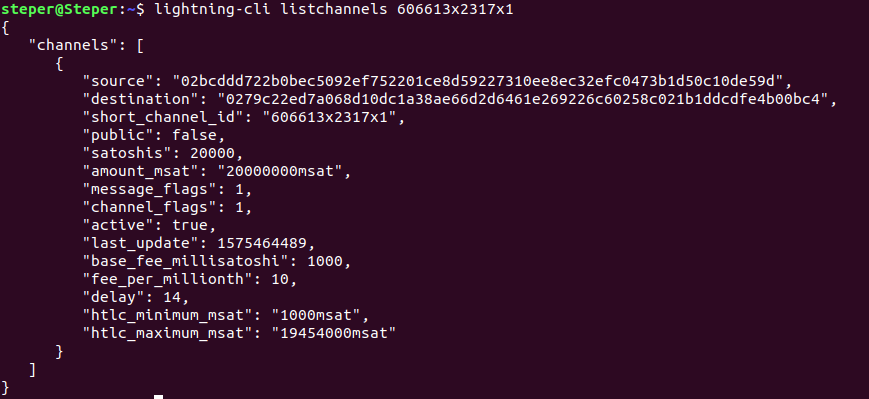 steper@Steper:~$ lightning-cli listchannels 606613x2317x1
{
   "channels": [
      {
         "source": "02bcddd722b0bec5092ef752201ce8d59227310ee8ec32efc0473b1d50c10de59d",
         "destination": "0279c22ed7a068d10dc1a38ae66d2d6461e269226c60258c021b1ddcdfe4b00bc4",
         "short_channel_id": "606613x2317x1",
         "public": false,
         "satoshis": 20000,
         "amount_msat": "20000000msat",
         "message_flags": 1,
         "channel_flags": 1,
         "active": true,
         "last_update": 1575464489,
         "base_fee_millisatoshi": 1000,
         "fee_per_millionth": 10,
         "delay": 14,
         "htlc_minimum_msat": "1000msat",
         "htlc_maximum_msat": "19454000msat"
      }
   ]
}